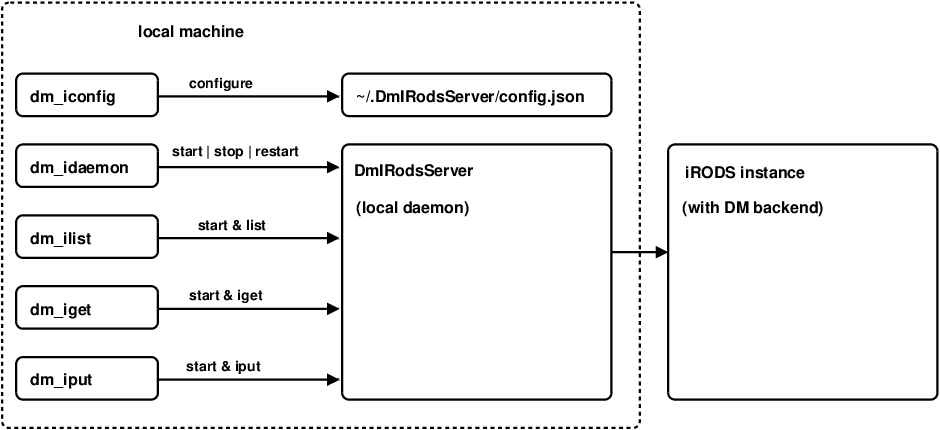 local machine
dm_iconfig
configure
~/.DmIRodsServer/config.json
dm_idaemon
start | stop | restart
DmIRodsServer
(local daemon)
iRODS instance
(with DM backend)
dm_ilist
start & list
dm_iget
start & iget
dm_iput
start & iput